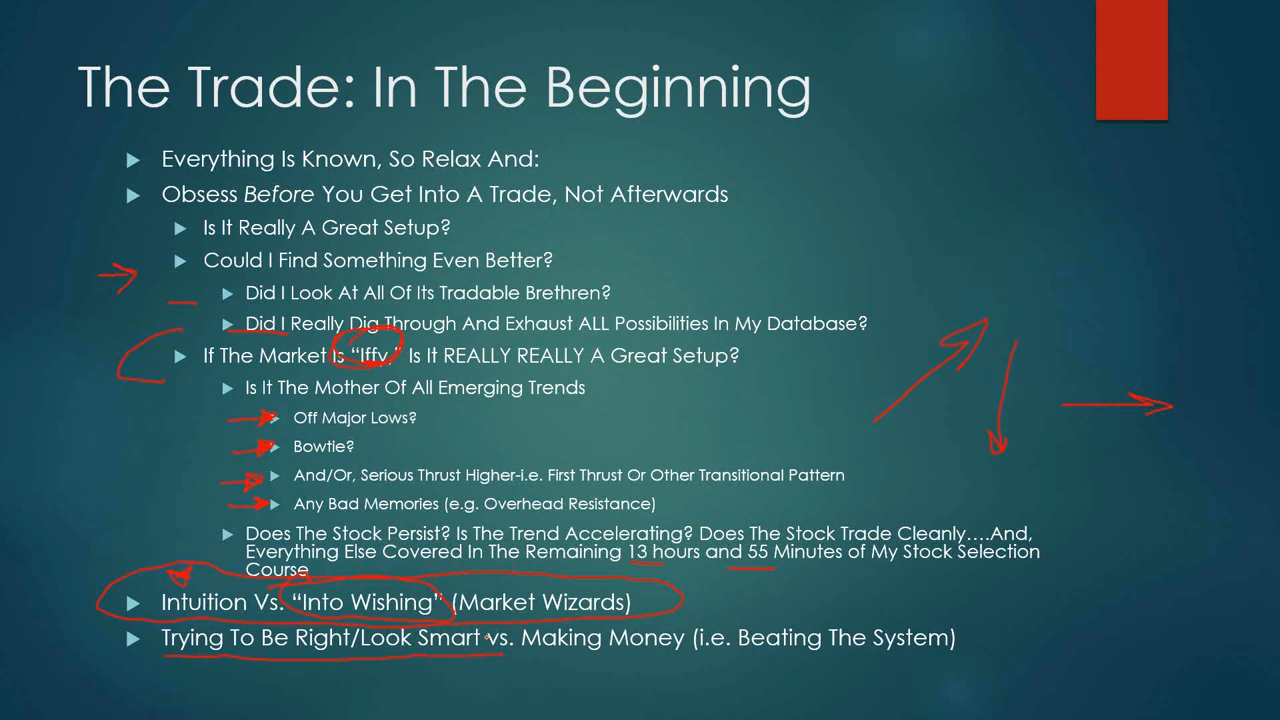 The Trade: In The Beginning
Everything Is Known, So Relax And:
Obsess Before You Get Into A Trade, Not Afterwards
Is It Really A Great Setup?
Could I Find Something Even Better?
Did I Look At All Of Its Tradable Brethren?
Did I Really Dig Through And Exhaust ALL Possibilities In My Database?
If The Market Is “Iffy,” Is It REALLY REALLY A Great Setup?
Is It The Mother Of All Emerging Trends
Off Major Lows?
Bowtie?
And/Or, Serious Thrust Higher-i.e. First Thrust Or Other Transitional Pattern
Any Bad Memories (e.g. Overhead Resistance)
Does The Stock Persist? Is The Trend Accelerating? Does The Stock Trade Cleanly….And,
Everything Else Covered In The Remaining 13 hours and 55 Minutes of My Stock Selection
Course
Intuition Vs. “Into Wishing” (Market Wizards)
Trying To Be Right/Look Smart vs. Making Money (i.e. Beating The System)